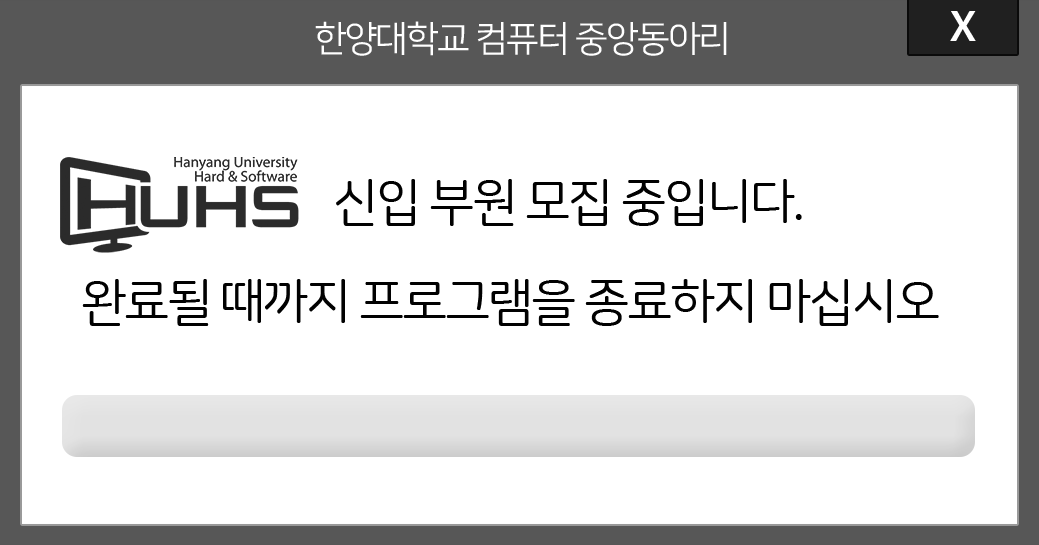 한양대학교 컴퓨터 중앙동아리
X
Hanyang University
Hard & Software
HUHS
신입 부원 모집 중입니다.
완료될 때까지 프로그램을 종료하지 마십시오